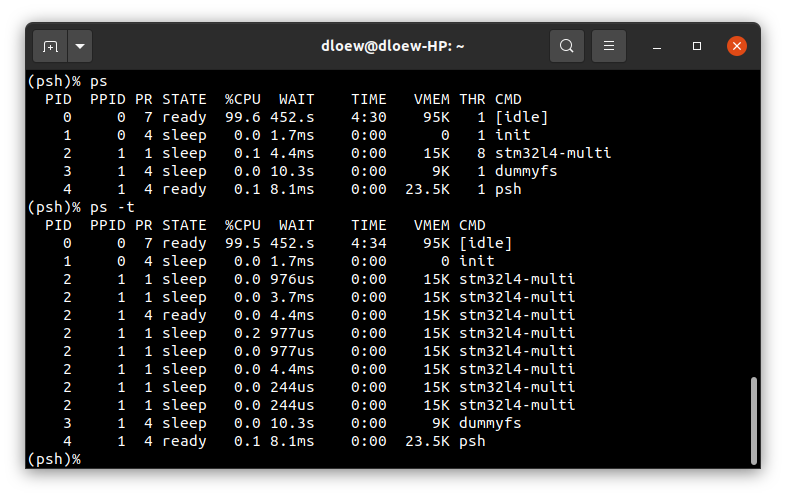 dloew@dloew-HP: ~
(psh)% ps
  PID  PPID PR STATE  %CPU  WAIT    TIME   VMEM THR CMD
    0     0  7 ready  99.6 452.s    4:30    95K   1 [idle]
    1     0  4 sleep   0.0 1.7ms    0:00      0   1 init
    2     1  1 sleep   0.1 4.4ms    0:00    15K   8 stm32l4-multi
    3     1  4 sleep   0.0 10.3s    0:00     9K   1 dummyfs
    4     1  4 ready   0.1 8.1ms    0:00  23.5K   1 psh
(psh)% ps -t
  PID  PPID PR STATE  %CPU  WAIT    TIME   VMEM CMD
    0     0  7 ready  99.5 452.s    4:34    95K [idle]
    1     0  4 sleep   0.0 1.7ms    0:00      0 init
    2     1  1 sleep   0.0 976us    0:00    15K stm32l4-multi
    2     1  1 sleep   0.0 3.7ms    0:00    15K stm32l4-multi
    2     1  4 ready   0.0 4.4ms    0:00    15K stm32l4-multi
    2     1  1 sleep   0.2 977us    0:00    15K stm32l4-multi
    2     1  1 sleep   0.0 977us    0:00    15K stm32l4-multi
    2     1  1 sleep   0.0 4.4ms    0:00    15K stm32l4-multi
    2     1  1 sleep   0.0 244us    0:00    15K stm32l4-multi
    2     1  1 sleep   0.0 244us    0:00    15K stm32l4-multi
    3     1  4 sleep   0.0 10.3s    0:00     9K dummyfs
    4     1  4 ready   0.1 8.1ms    0:00  23.5K psh
(psh)%